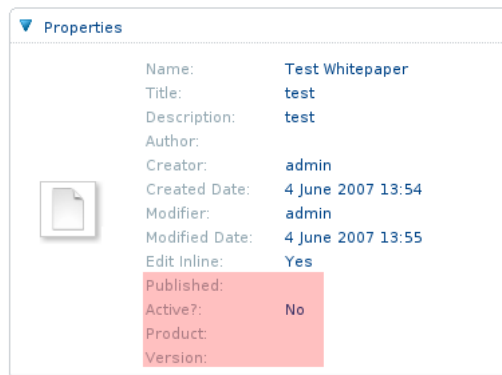 Properties
Name: Test Whitepaper
Title: test
Description: test
Author:
Creator: admin
Created Date: 4 June 2007 13:54
Modifier: admin
Modified Date: 4 June 2007 13:55
Edit Inline: Yes
Published:
Active?: No
Product:
Version: